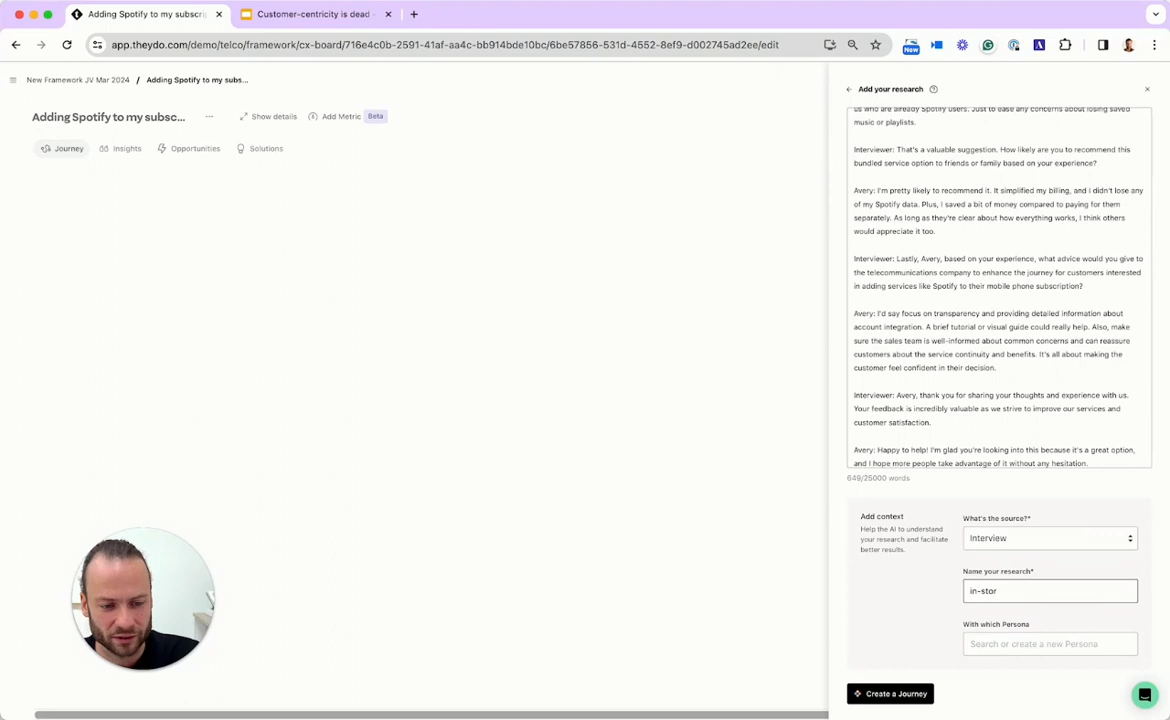 Adding Spotify to my subscri
Customer-centricity is dead -
app.theydo.com/demo/telco/framework/cx-board/716e4c0b-2591-41af-aa4c-bb914bde10bc/6be57856-531d-4552-8ef9-d002745ad2ee/edit
New
New Framework JV Mar 2024 / Adding Spotify to my subs...
Adding Spotify to my subsc...
Show details
Add Metric
Beta
Journey
Insights
Opportunities
Solutions
Add your research
us who are already Spotify users. Just to ease any concerns about losing saved
music or playlists.
Interviewer: That's a valuable suggestion. How likely are you to recommend this
bundled service option to friends or family based on your experience?
Avery: I'm pretty likely to recommend it. It simplified my billing, and I didn't lose any
of my Spotify data. Plus, I saved a bit of money compared to paying for them
separately. As long as they're clear about how everything works, I think others
would appreciate it too.
Interviewer: Lastly, Avery, based on your experience, what advice would you give to
the telecommunications company to enhance the journey for customers interested
in adding services like Spotify to their mobile phone subscription?
Avery: I'd say focus on transparency and providing detailed information about
account integration. A brief tutorial or visual guide could really help. Also, make
sure the sales team is well-informed about common concerns and can reassure
customers about the service continuity and benefits. It's all about making the
customer feel confident in their decision.
Interviewer: Avery, thank you for sharing your thoughts and experience with us.
Your feedback is incredibly valuable as we strive to improve our services and
customer satisfaction.
Avery: Happy to help! I'm glad you're looking into this because it's a great option,
and I hope more people take advantage of it without any hesitation.
649/25000 words
Add context
Help the AI to understand
your research and facilitate
better results.
What's the source?*
Interview
Name your research*
in-stor
With which Persona
Search or create a new Persona
Create a Journey